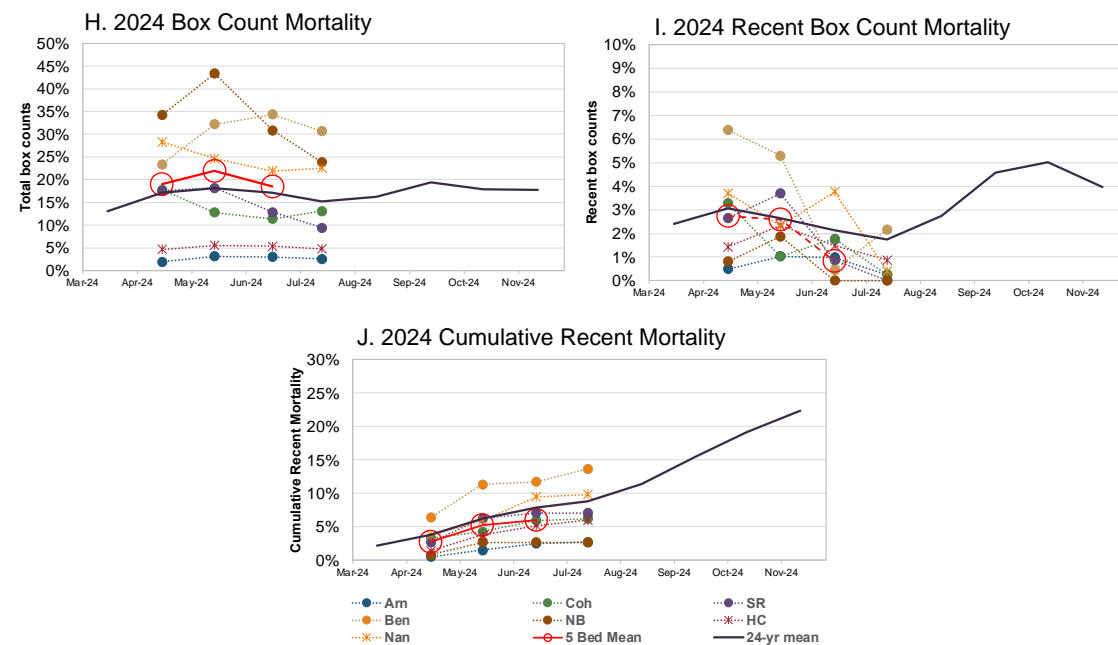 H. 2024 Box Count Mortality
50%
45%
40%
35%
30%
25%
20%
15%
10%
5%
0%
Total box counts
Mar-24 Apr-24 May-24 Jun-24 Jul-24 Aug-24 Sep-24 Oct-24 Nov-24
I. 2024 Recent Box Count Mortality
10%
9%
8%
7%
6%
5%
4%
3%
2%
1%
0%
Recent box counts
Mar-24 Apr-24 May-24 Jun-24 Jul-24 Aug-24 Sep-24 Oct-24 Nov-24
J. 2024 Cumulative Recent Mortality
30%
25%
20%
15%
10%
5%
0%
Cumulative Recent Mortality
Mar-24 Apr-24 May-24 Jun-24 Jul-24 Aug-24 Sep-24 Oct-24 Nov-24
Arn Coh SR
Ben NB HC
Nan 5 Bed Mean 24-yr mean